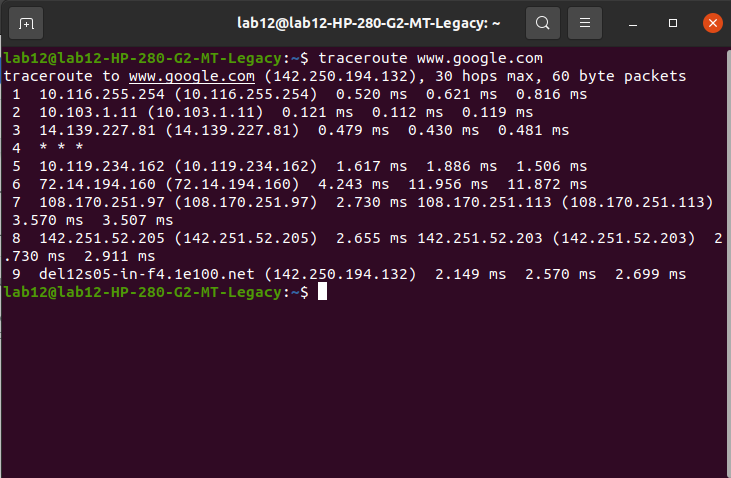 lab12@lab12-HP-280-G2-MT-Legacy: ~
lab12@lab12-HP-280-G2-MT-Legacy:~$ traceroute www.google.com
traceroute to www.google.com (142.250.194.132), 30 hops max, 60 byte packets
 1  10.116.255.254 (10.116.255.254)  0.520 ms  0.621 ms  0.816 ms
 2  10.103.1.11 (10.103.1.11)  0.121 ms  0.112 ms  0.119 ms
 3  14.139.227.81 (14.139.227.81)  0.479 ms  0.430 ms  0.481 ms
 4  * * *
 5  10.119.234.162 (10.119.234.162)  1.617 ms  1.886 ms  1.506 ms
 6  72.14.194.160 (72.14.194.160)  4.243 ms  11.956 ms  11.872 ms
 7  108.170.251.97 (108.170.251.97)  2.730 ms 108.170.251.113 (108.170.251.113)
3.570 ms  3.507 ms
 8  142.251.52.205 (142.251.52.205)  2.655 ms 142.251.52.203 (142.251.52.203)  2
.730 ms  2.911 ms
 9  del12s05-in-f4.1e100.net (142.250.194.132)  2.149 ms  2.570 ms  2.699 ms
lab12@lab12-HP-280-G2-MT-Legacy:~$